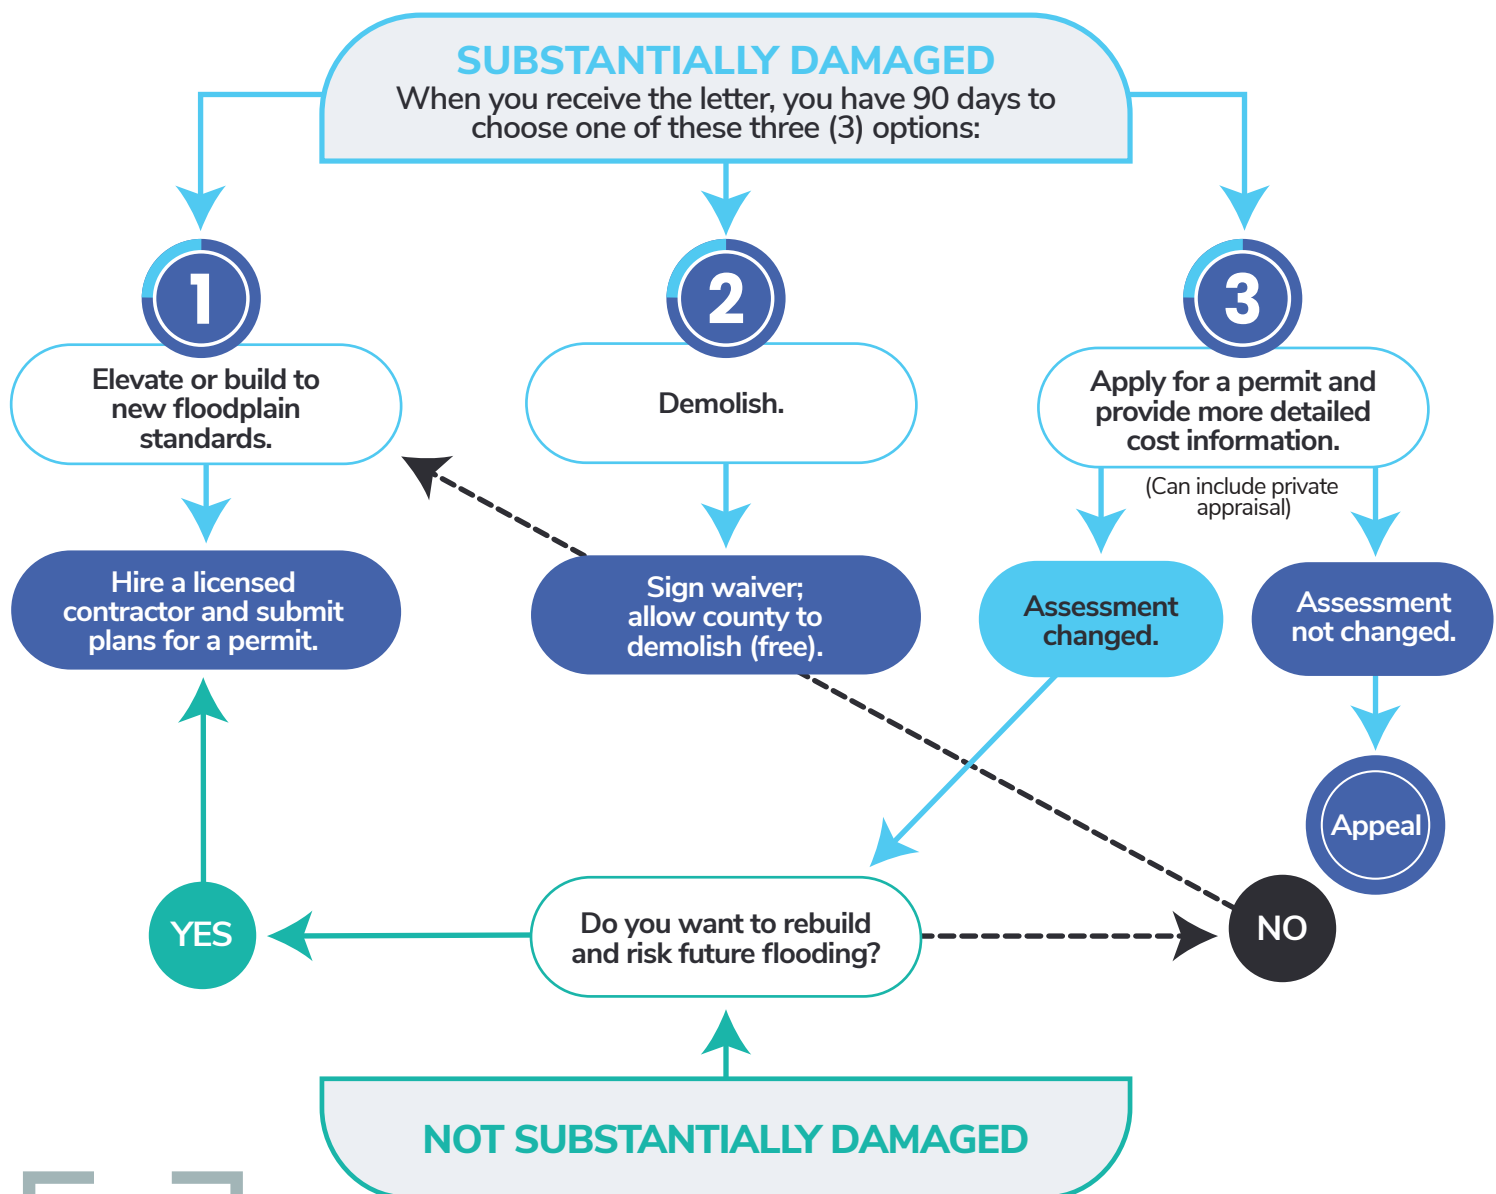 SUBSTANTIALLY DAMAGED
When you receive the letter, you have 90 days to
choose one of these three (3) options:
1
2
3
Elevate or build to
new floodplain
standards.
Demolish.
Apply for a permit and
provide more detailed
cost information.
(Can include private
appraisal)
Hire a licensed
contractor and submit
plans for a permit.
Sign waiver;
allow county to
demolish (free).
Assessment
changed.
Assessment
not changed.
Appeal
YES
Do you want to rebuild
and risk future flooding?
NO
NOT SUBSTANTIALLY DAMAGED